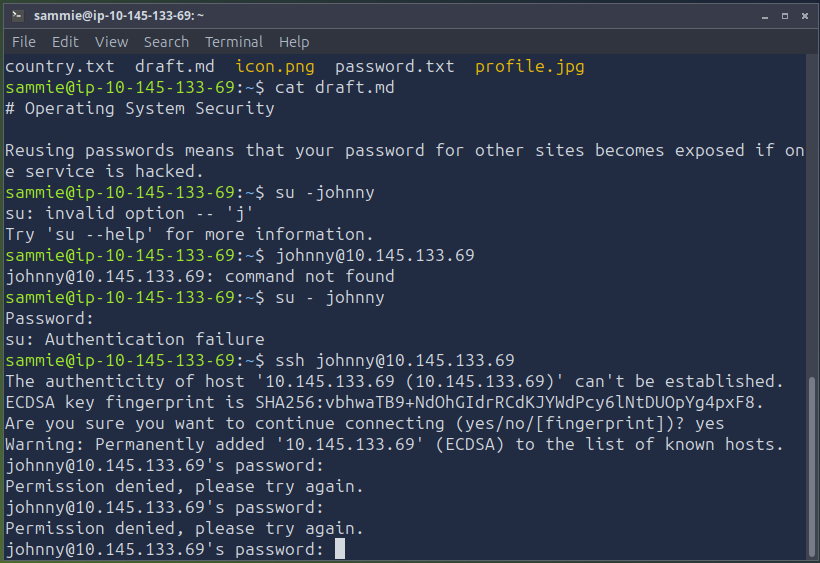 sammie@ip-10-145-133-69: ~
File Edit View Search Terminal Help
country.txt  draft.md  icon.png  password.txt  profile.jpg
sammie@ip-10-145-133-69:~$ cat draft.md
# Operating System Security
Reusing passwords means that your password for other sites becomes exposed if on
e service is hacked.
sammie@ip-10-145-133-69:~$ su -johnny
su: invalid option -- 'j'
Try 'su --help' for more information.
sammie@ip-10-145-133-69:~$ johnny@10.145.133.69
johnny@10.145.133.69: command not found
sammie@ip-10-145-133-69:~$ su - johnny
Password:
su: Authentication failure
sammie@ip-10-145-133-69:~$ ssh johnny@10.145.133.69
The authenticity of host '10.145.133.69 (10.145.133.69)' can't be established.
ECDSA key fingerprint is SHA256:vbhwaTB9+NdOhGIdrRCdKJYWdPcy6lNtDUOpYg4pxF8.
Are you sure you want to continue connecting (yes/no/[fingerprint])? yes
Warning: Permanently added '10.145.133.69' (ECDSA) to the list of known hosts.
johnny@10.145.133.69's password:
Permission denied, please try again.
johnny@10.145.133.69's password:
Permission denied, please try again.
johnny@10.145.133.69's password: